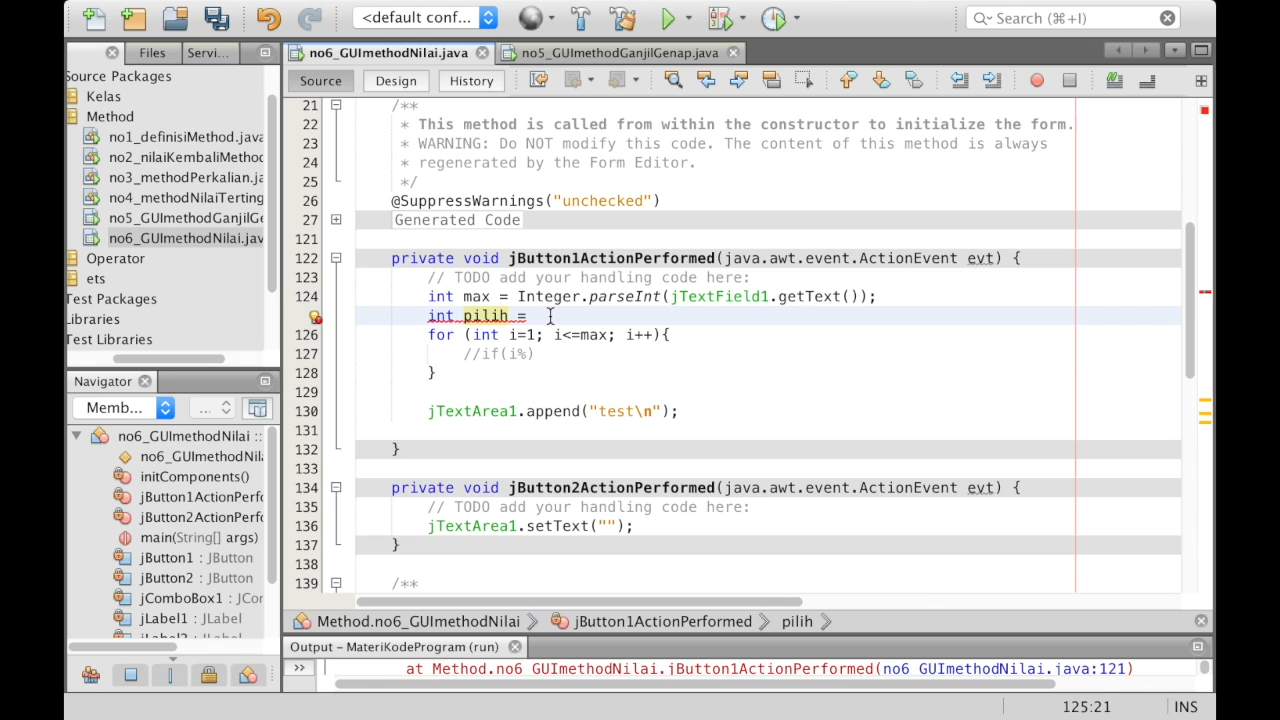 <default conf...
Search (⌘+I)
Files
Servi...
no6_GUImethodNilai.java
no5_GUImethodGanjilGenap.java
Source
Design
History
Source Packages
Kelas
Method
no1_definisiMethod.java
no2_nilaiKembaliMethod
no3_methodPerkalian.ja
no4_methodNilaiTerting
no5_GUImethodGanjilGe
no6_GUImethodNilai.jav
Operator
ets
Test Packages
Libraries
Test Libraries
Navigator
Memb...
...
no6_GUImethodNilai ::
no6_GUImethodNila
initComponents()
jButton1ActionPerfo
jButton2ActionPerfo
main(String[] args)
jButton1 : JButton
jButton2 : JButton
jComboBox1 : JCor
jLabel1 : JLabel
jLabel2 : JLabel
21 /**
22 * This method is called from within the constructor to initialize the form.
23 * WARNING: Do NOT modify this code. The content of this method is always
24 * regenerated by the Form Editor.
25 */
26 @SuppressWarnings("unchecked")
27 Generated Code
121
122 private void jButton1ActionPerformed(java.awt.event.ActionEvent evt) {
123 // TODO add your handling code here:
124 int max = Integer.parseInt(jTextField1.getText());
int pilih =
126 for (int i=1; i<=max; i++){
127 //if(i%)
128 }
129
130 jTextArea1.append("test\n");
131
132 }
133
134 private void jButton2ActionPerformed(java.awt.event.ActionEvent evt) {
135 // TODO add your handling code here:
136 jTextArea1.setText("");
137 }
138
139 /**
Method.no6_GUImethodNilai
jButton1ActionPerformed
pilih
Output – MateriKodeProgram (run)
>>
at Method.no6_GUImethodNilai.jButton1ActionPerformed(no6_GUImethodNilai.java:121)
125:21
INS